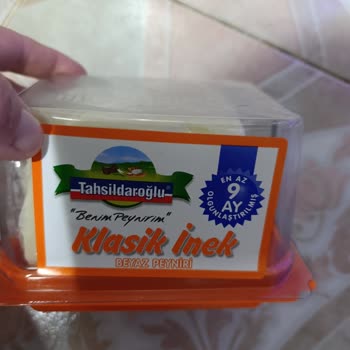 Tahsildaroğlu
"Benim Peynirim"
Klasik İnek
BEYAZ PEYNİRİ
EN AZ
9
AY
OLGUNLAŞTIRILMIŞ